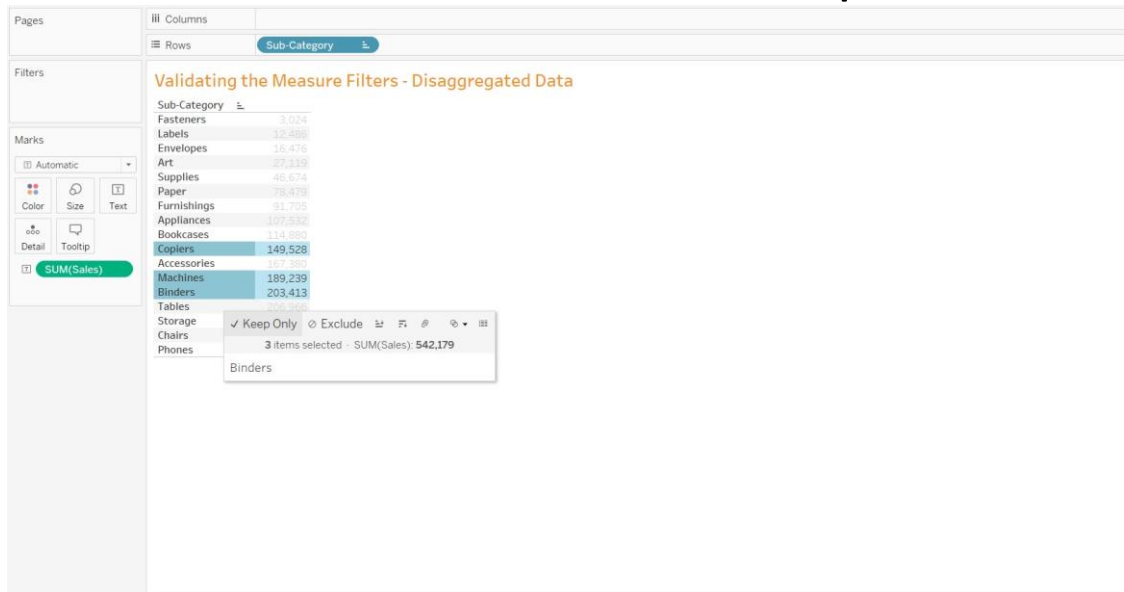 Pages
Columns
Rows Sub-Category
Filters
Validating the Measure Filters - Disaggregated Data
Sub-Category
Fasteners 3,024
Labels 12,486
Envelopes 16,476
Marks
Art 27,119
Automatic
Supplies 46,674
Paper 78,479
Color Size Text
Furnishings 91,705
Appliances 107,532
Bookcases 114,880
Detail Tooltip
Copiers 149,528
Accessories 167,380
SUM(Sales)
Machines 189,239
Binders 203,413
Tables 206,966
Storage
Keep Only Exclude
Chairs
3 items selected · SUM(Sales): 542,179
Phones
Binders